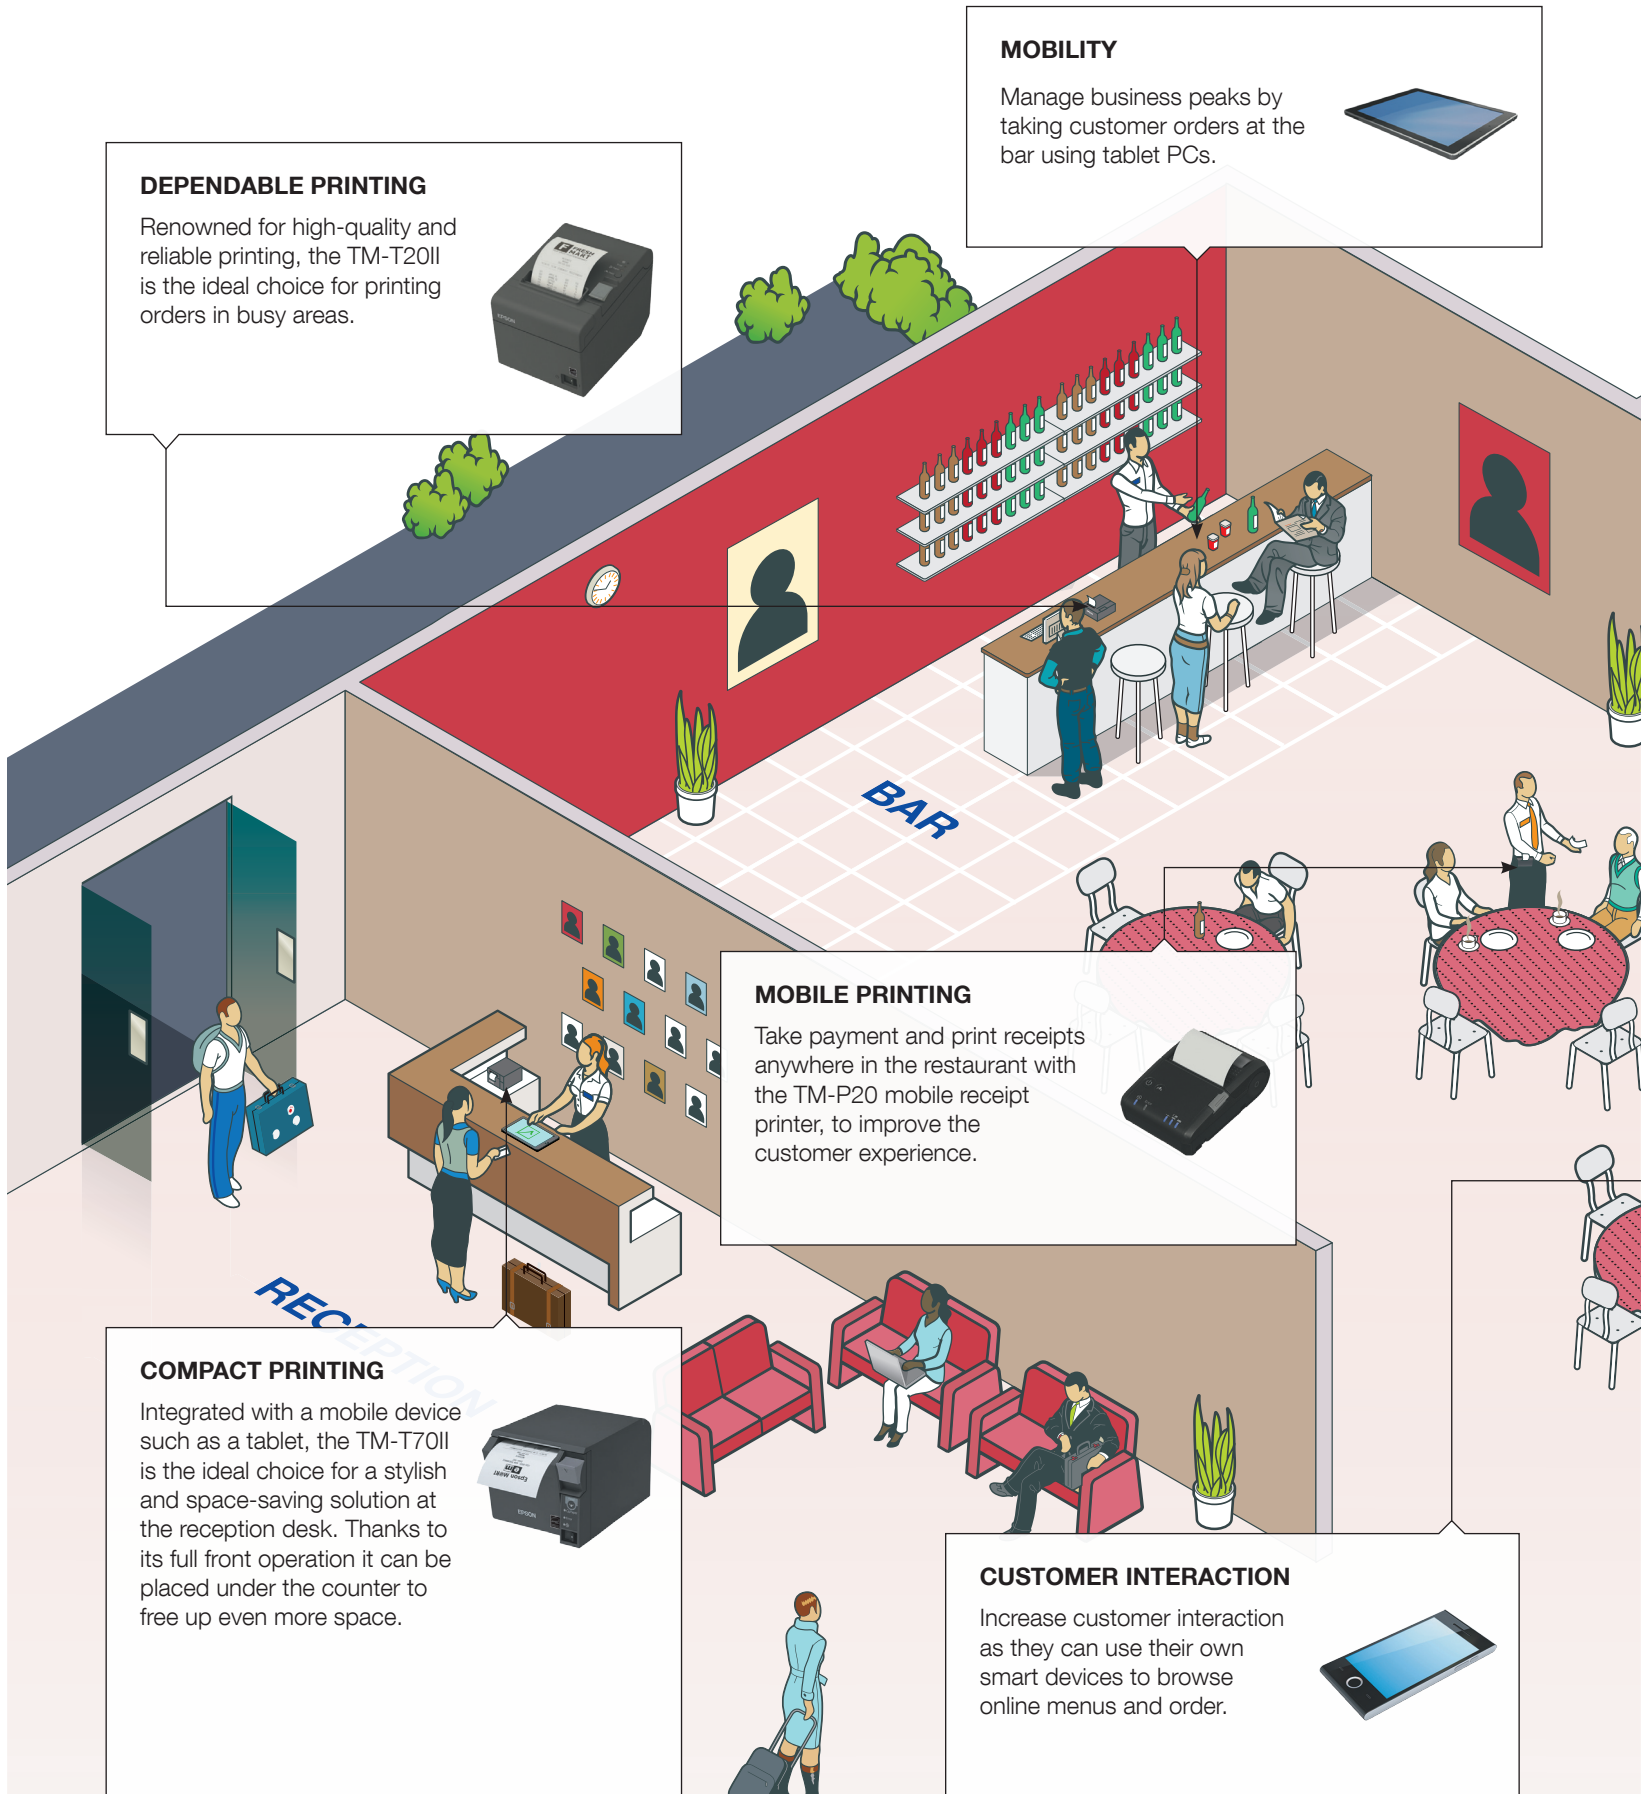 MOBILITY
Manage business peaks by
taking customer orders at the
bar using tablet PCs.
DEPENDABLE PRINTING
Renowned for high-quality and
reliable printing, the TM-T20II
is the ideal choice for printing
orders in busy areas.
FRESH
MART
EPSON
BAR
MOBILE PRINTING
Take payment and print receipts
anywhere in the restaurant with
the TM-P20 mobile receipt
printer, to improve the
customer experience.
RECEPTION
COMPACT PRINTING
Integrated with a mobile device
such as a tablet, the TM-T70II
is the ideal choice for a stylish
and space-saving solution at
the reception desk. Thanks to
its full front operation it can be
placed under the counter to
free up even more space.
Epson Mart
EPSON
CUSTOMER INTERACTION
Increase customer interaction
as they can use their own
smart devices to browse
online menus and order.